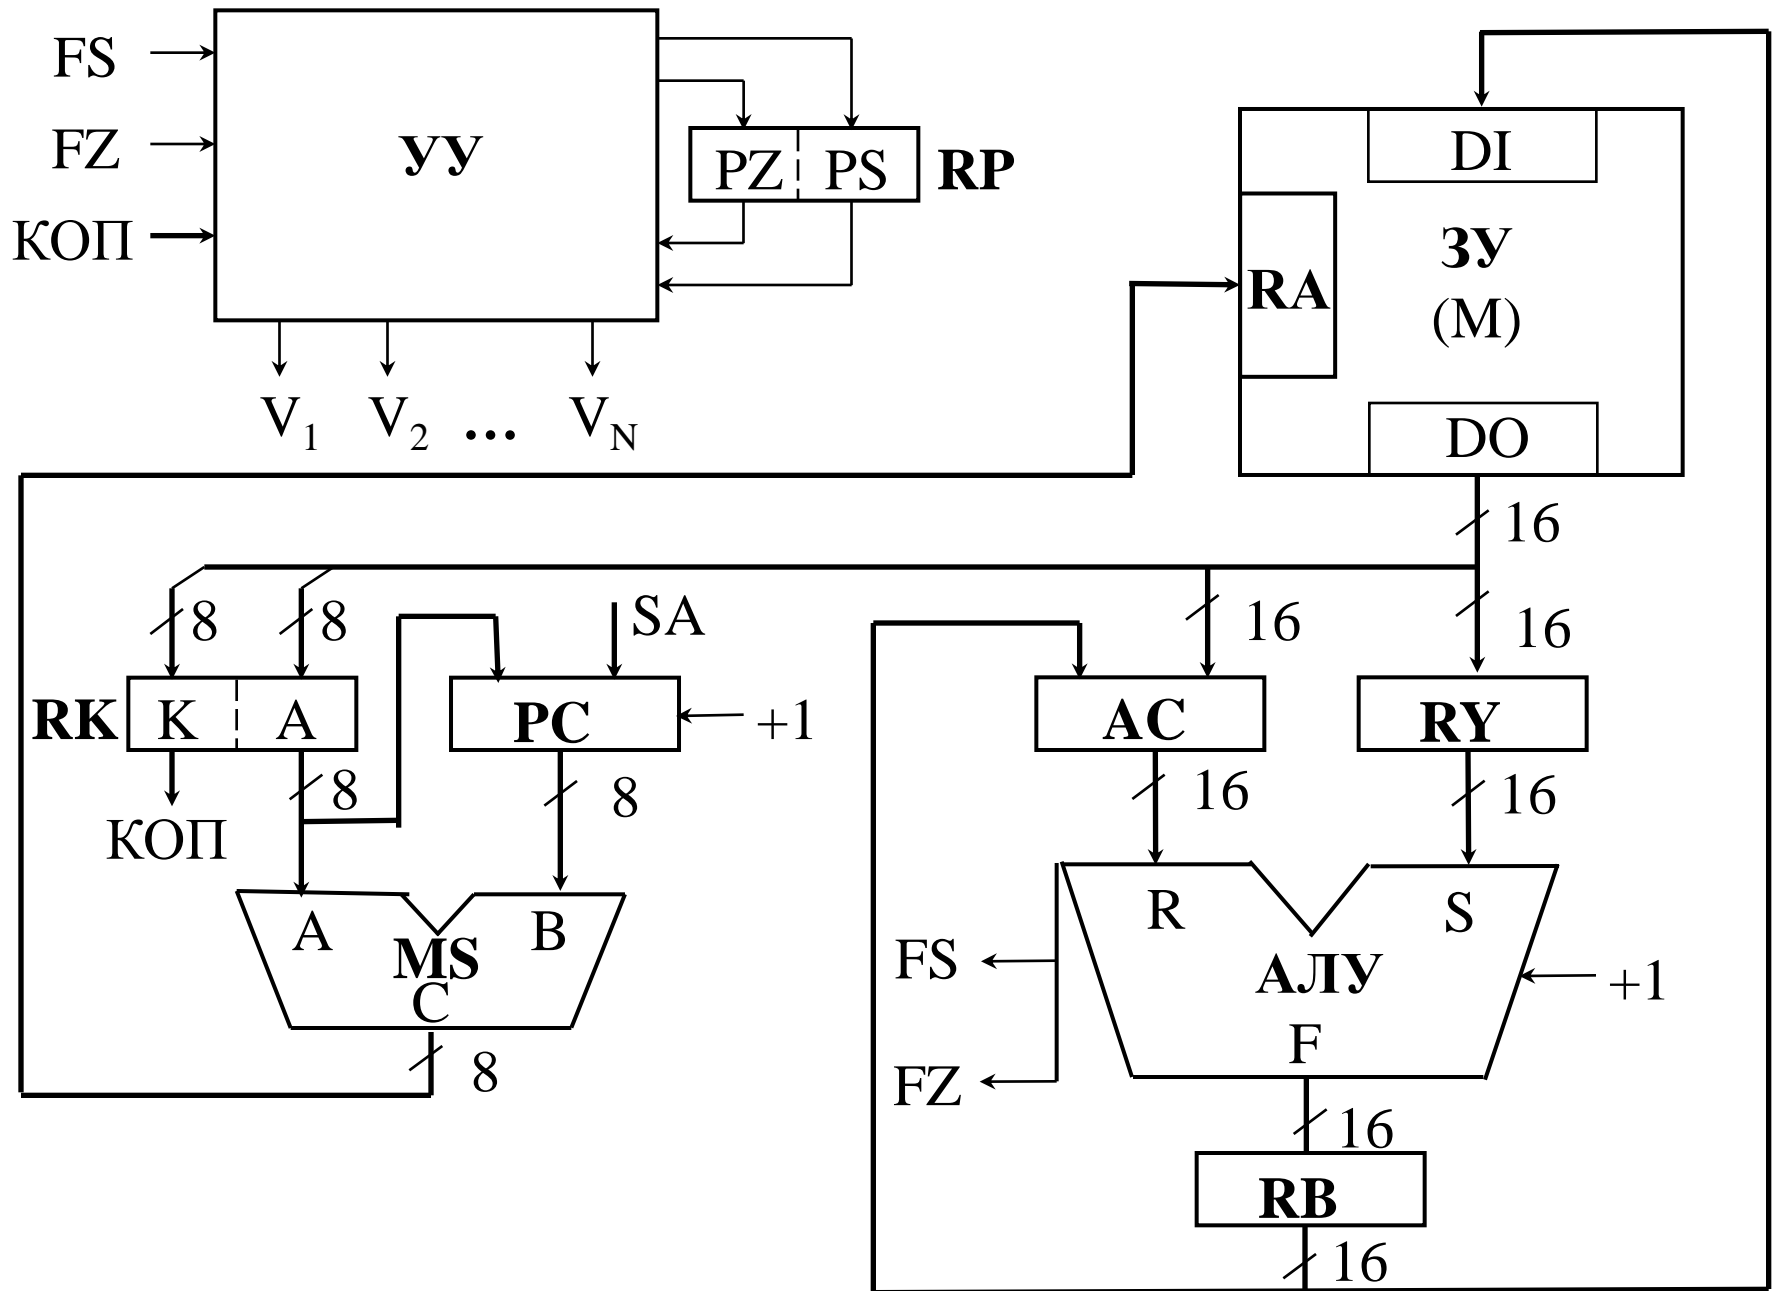 FS
FZ
КОП
УУ
PZ PS RP
V1 V2 ... VN
DI
RA
ЗУ
(M)
DO
16
8 8 SA 16 16
RK K A PC +1 AC RY
8 8 16 16
КОП
A B
MS
C
8
R S
FS АЛУ +1
F
FZ
16
RB
16